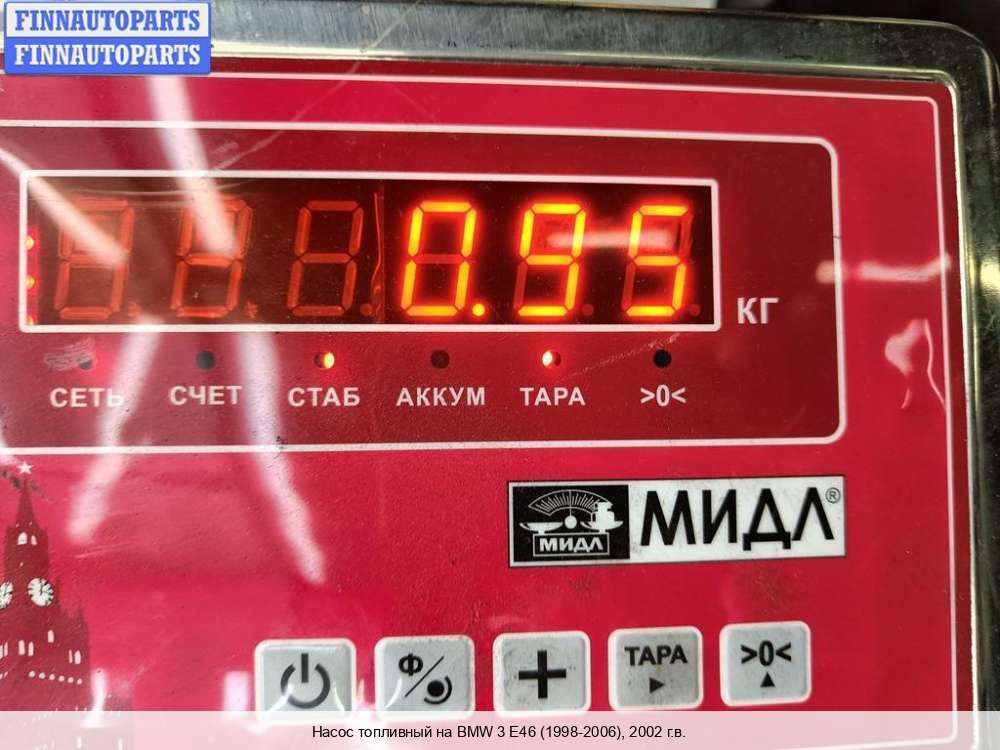 FINNAUTOPARTS
FINNAUTOPARTS
0.95
КГ
СЕТЬ СЧЕТ СТАБ АККУМ ТАРА >0<
МИДЛ МИДЛ®
Ф ТАРА >0<
Насос топливный на BMW 3 E46 (1998-2006), 2002 г.в.